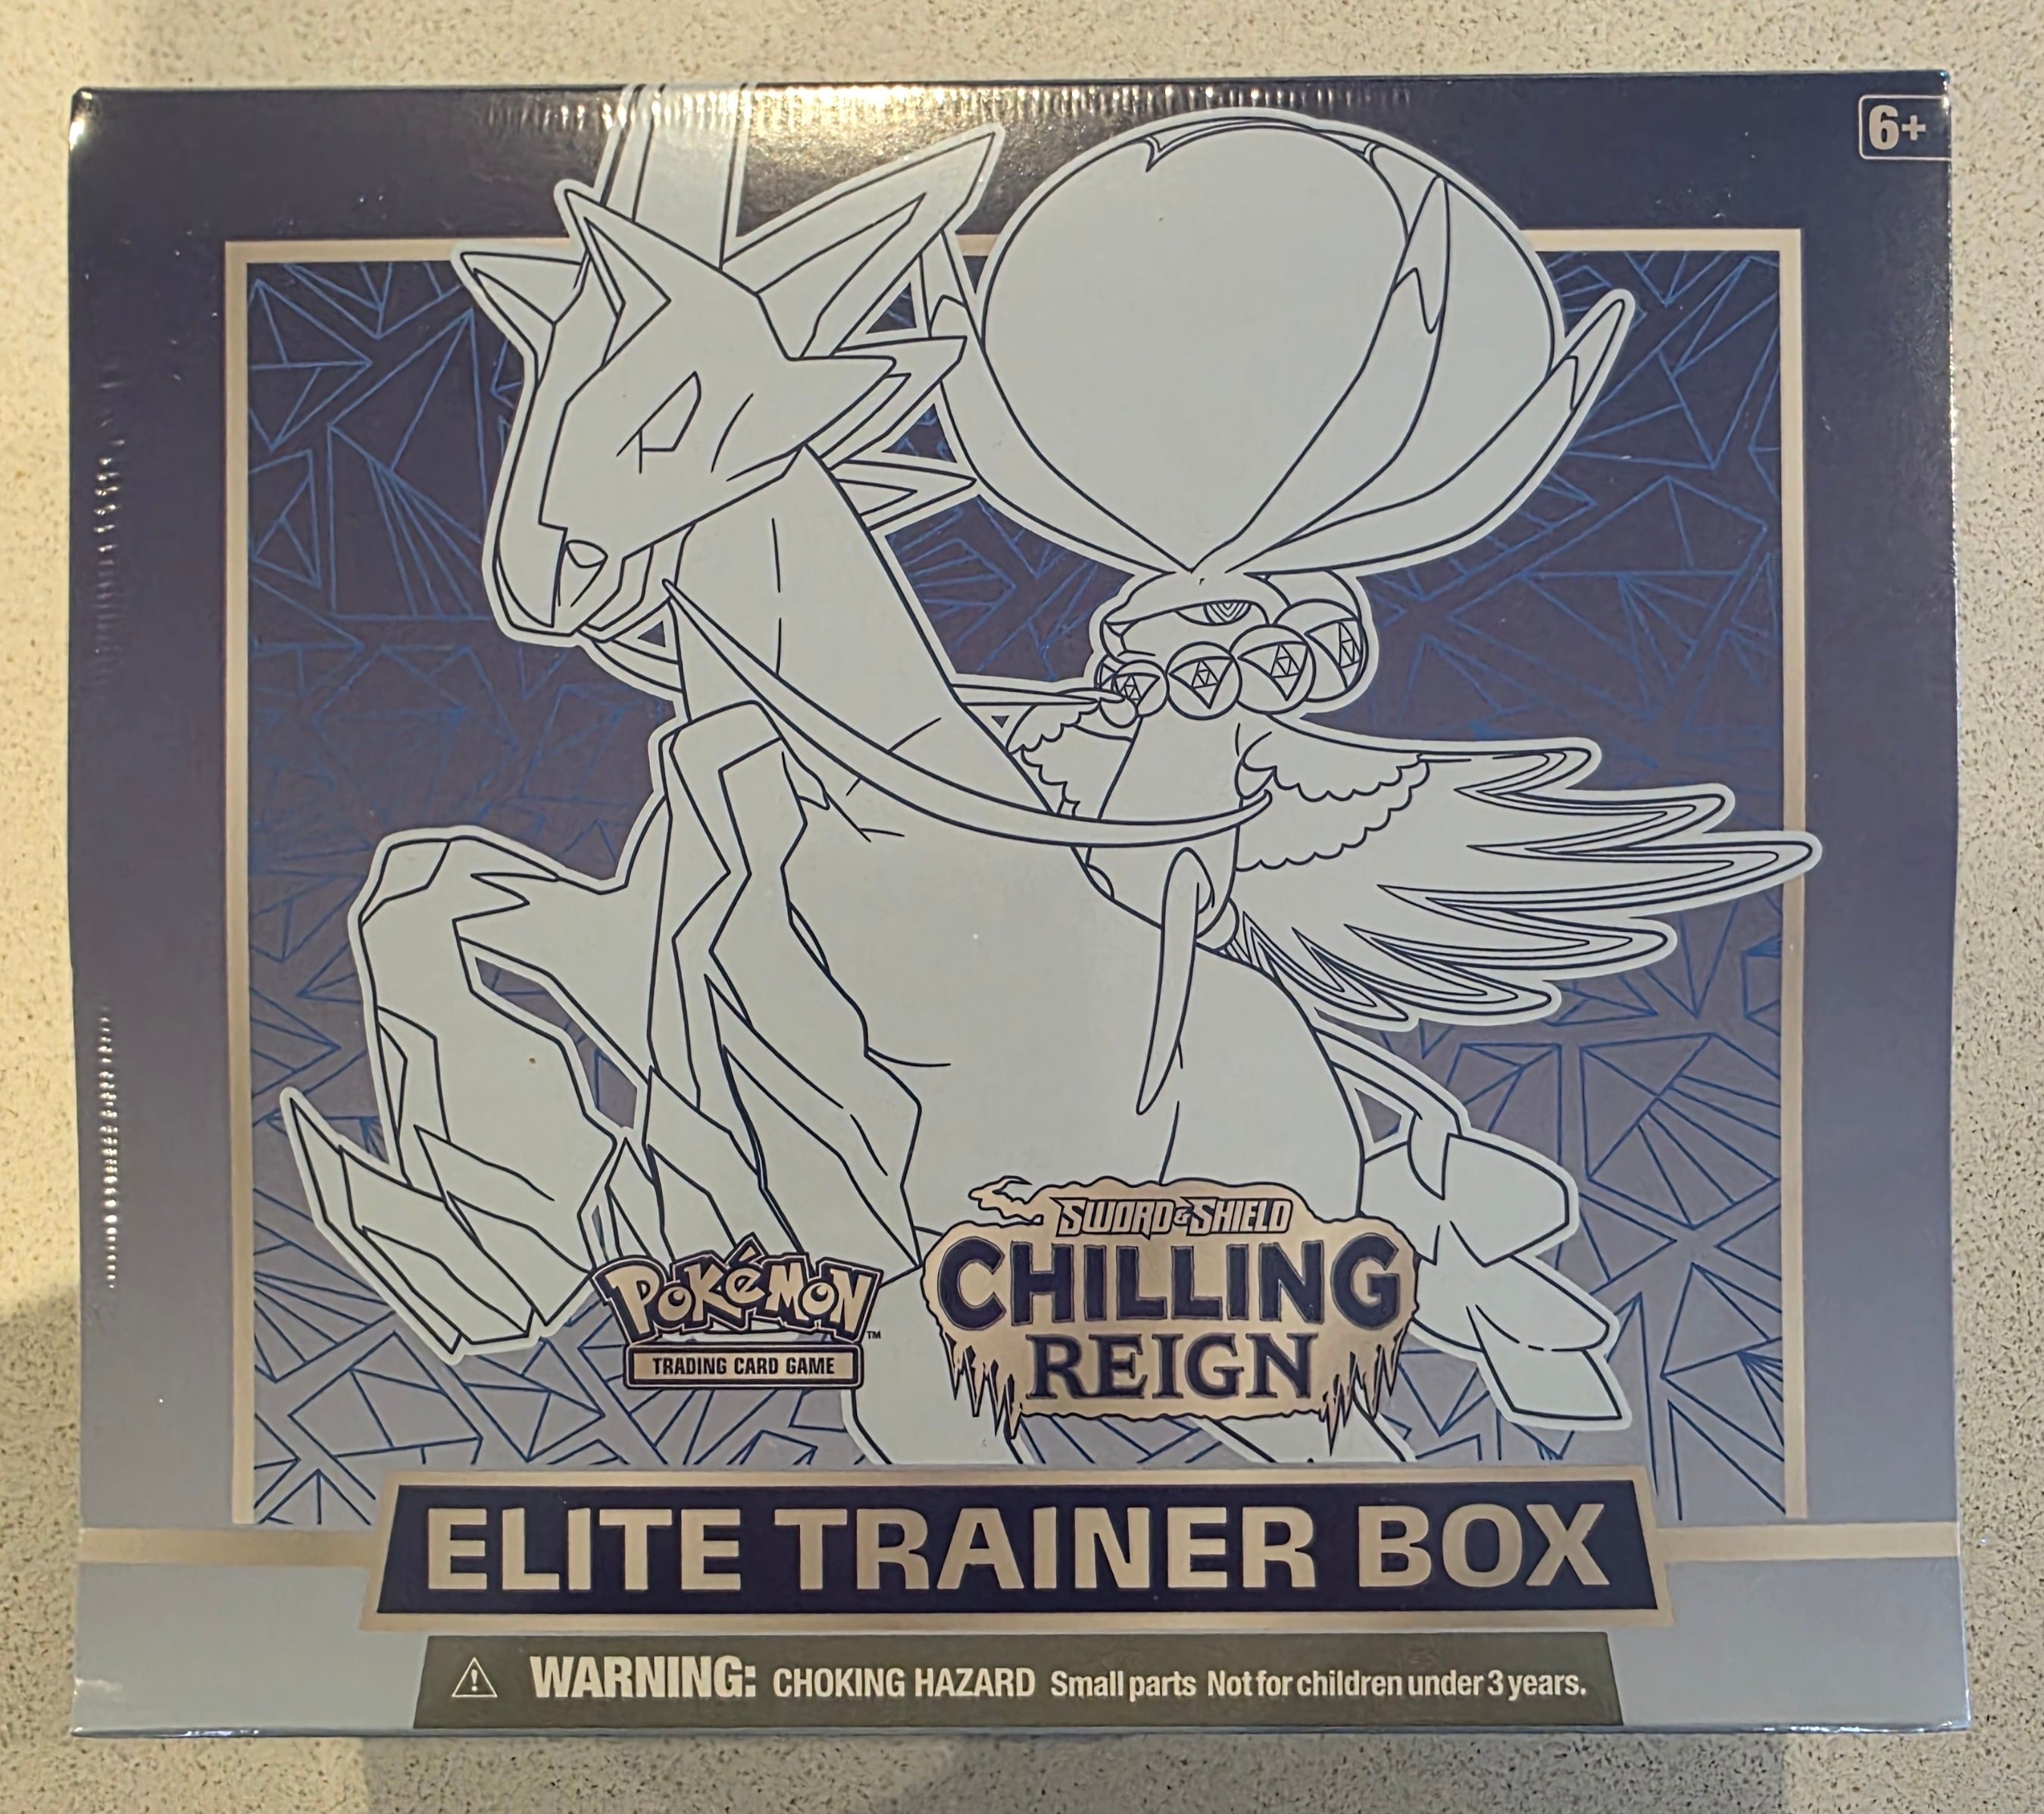 6+
SWORD & SHIELD
CHILLING
REIGN
POKéMON™
TRADING CARD GAME
ELITE TRAINER BOX
WARNING: CHOKING HAZARD Small parts Not for children under 3 years.